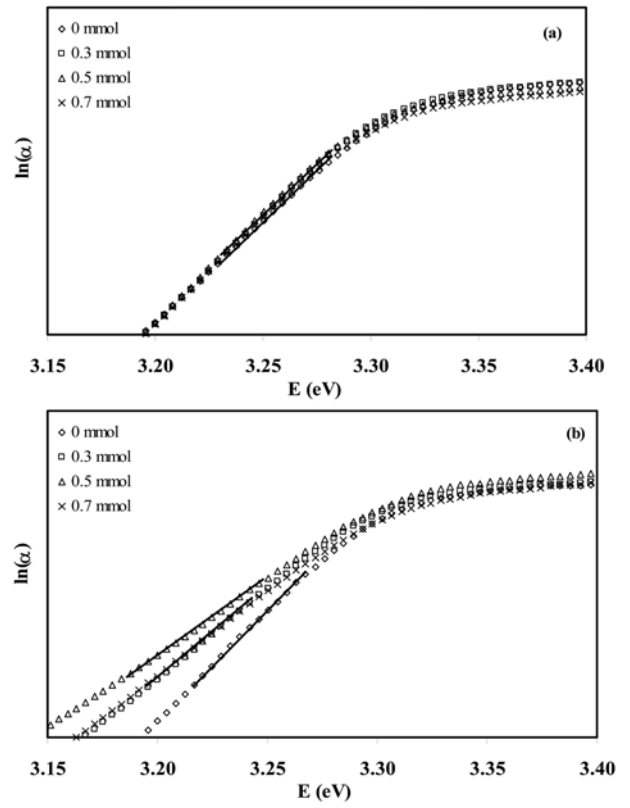 ◇ 0 mmol
□ 0.3 mmol
△ 0.5 mmol
× 0.7 mmol
(a)
ln(α)
3.15 3.20 3.25 3.30 3.35 3.40
E (eV)
◇ 0 mmol
□ 0.3 mmol
△ 0.5 mmol
× 0.7 mmol
(b)
ln(α)
3.15 3.20 3.25 3.30 3.35 3.40
E (eV)